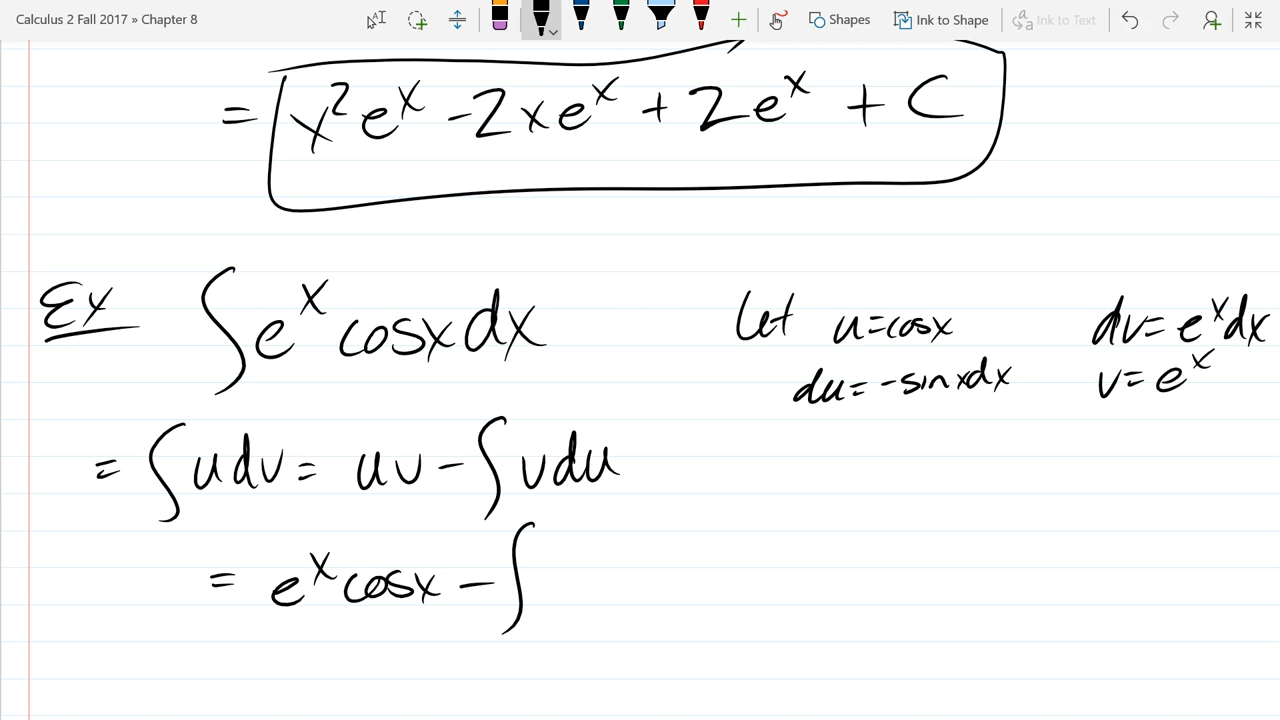 Calculus 2 Fall 2017 » Chapter 8 Shapes Ink to Shape Ink to Text
= x²eˣ - 2xeˣ + 2eˣ + C
Ex ∫eˣ cosx dx Let u=cosx dv=eˣdx
du=-sinxdx v=eˣ
= ∫udv= uv - ∫vdu
= eˣcosx - ∫